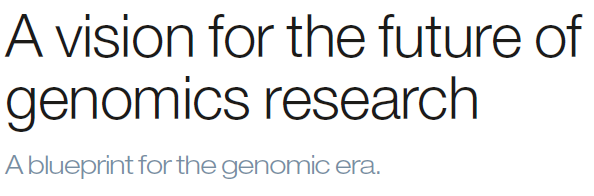 A vision for the future of
genomics research
A blueprint for the genomic era.